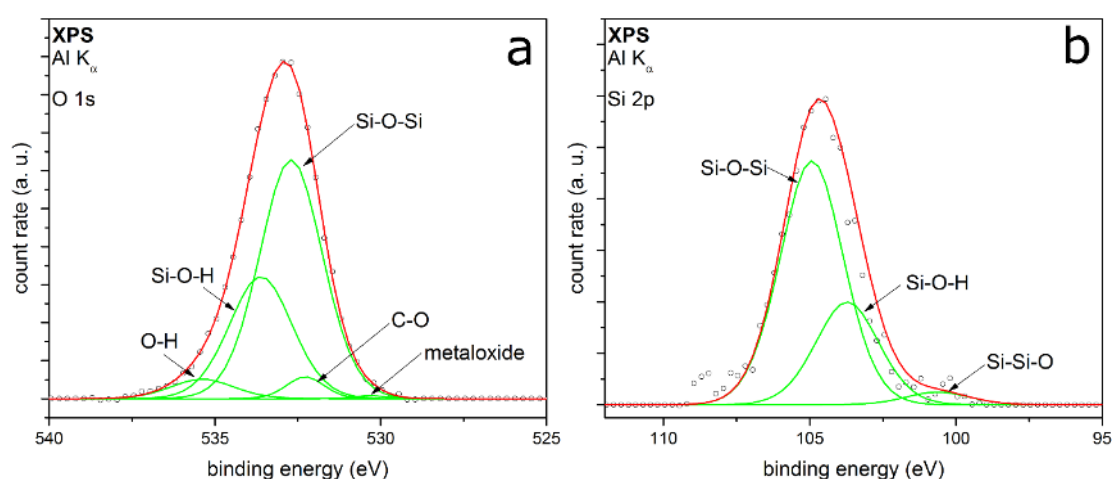 a
XPS
Al Kα
O 1s
Si-O-Si
Si-O-H
O-H
C-O
metaloxide
count rate (a. u.)
540
535
530
525
binding energy (eV)
b
XPS
Al Kα
Si 2p
Si-O-Si
Si-O-H
Si-Si-O
count rate (a. u.)
110
105
100
95
binding energy (eV)